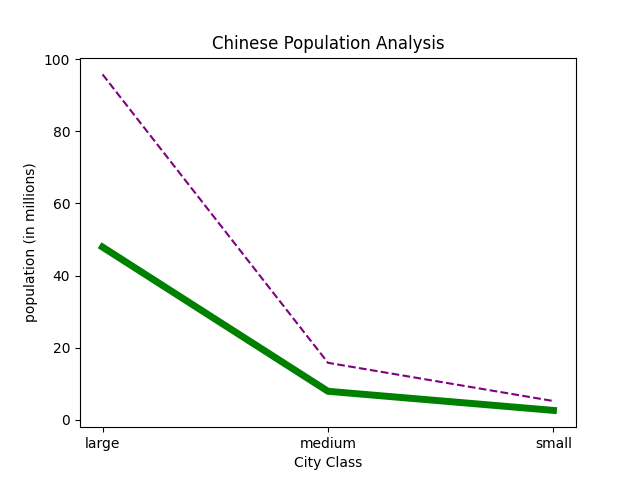 Chinese Population Analysis
100
80
60
40
20
0
population (in millions)
large
medium
small
City Class